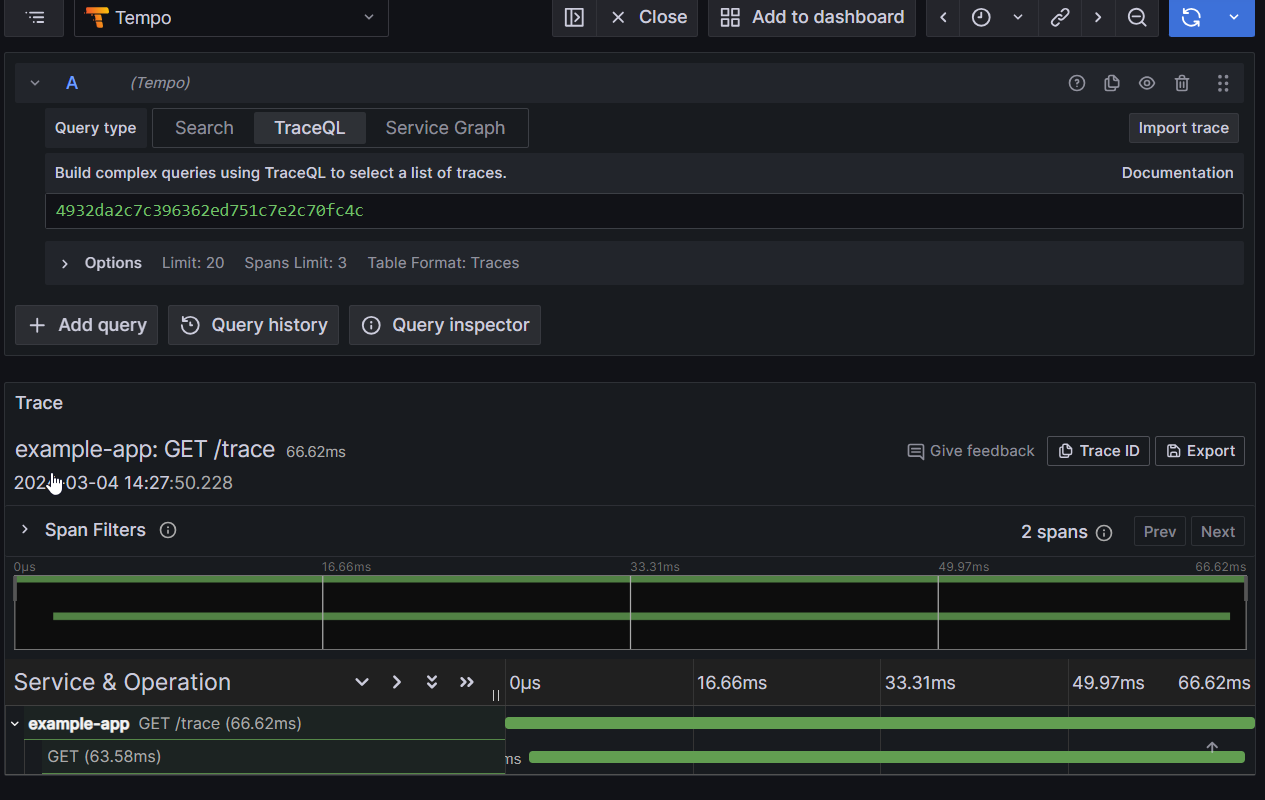 Tempo Close Add to dashboard
A (Tempo)
Query type Search TraceQL Service Graph Import trace
Build complex queries using TraceQL to select a list of traces. Documentation
4932da2c7c396362ed751c7e2c70fc4c
Options Limit: 20 Spans Limit: 3 Table Format: Traces
Add query Query history Query inspector
Trace
example-app: GET /trace 66.62ms Give feedback Trace ID Export
14:27:50.228
Span Filters 2 spans Prev Next
0μs 16.66ms 33.31ms 49.97ms 66.62ms
Service & Operation 0μs 16.66ms 33.31ms 49.97ms 66.62ms
example-app GET /trace (66.62ms)
GET (63.58ms) ms